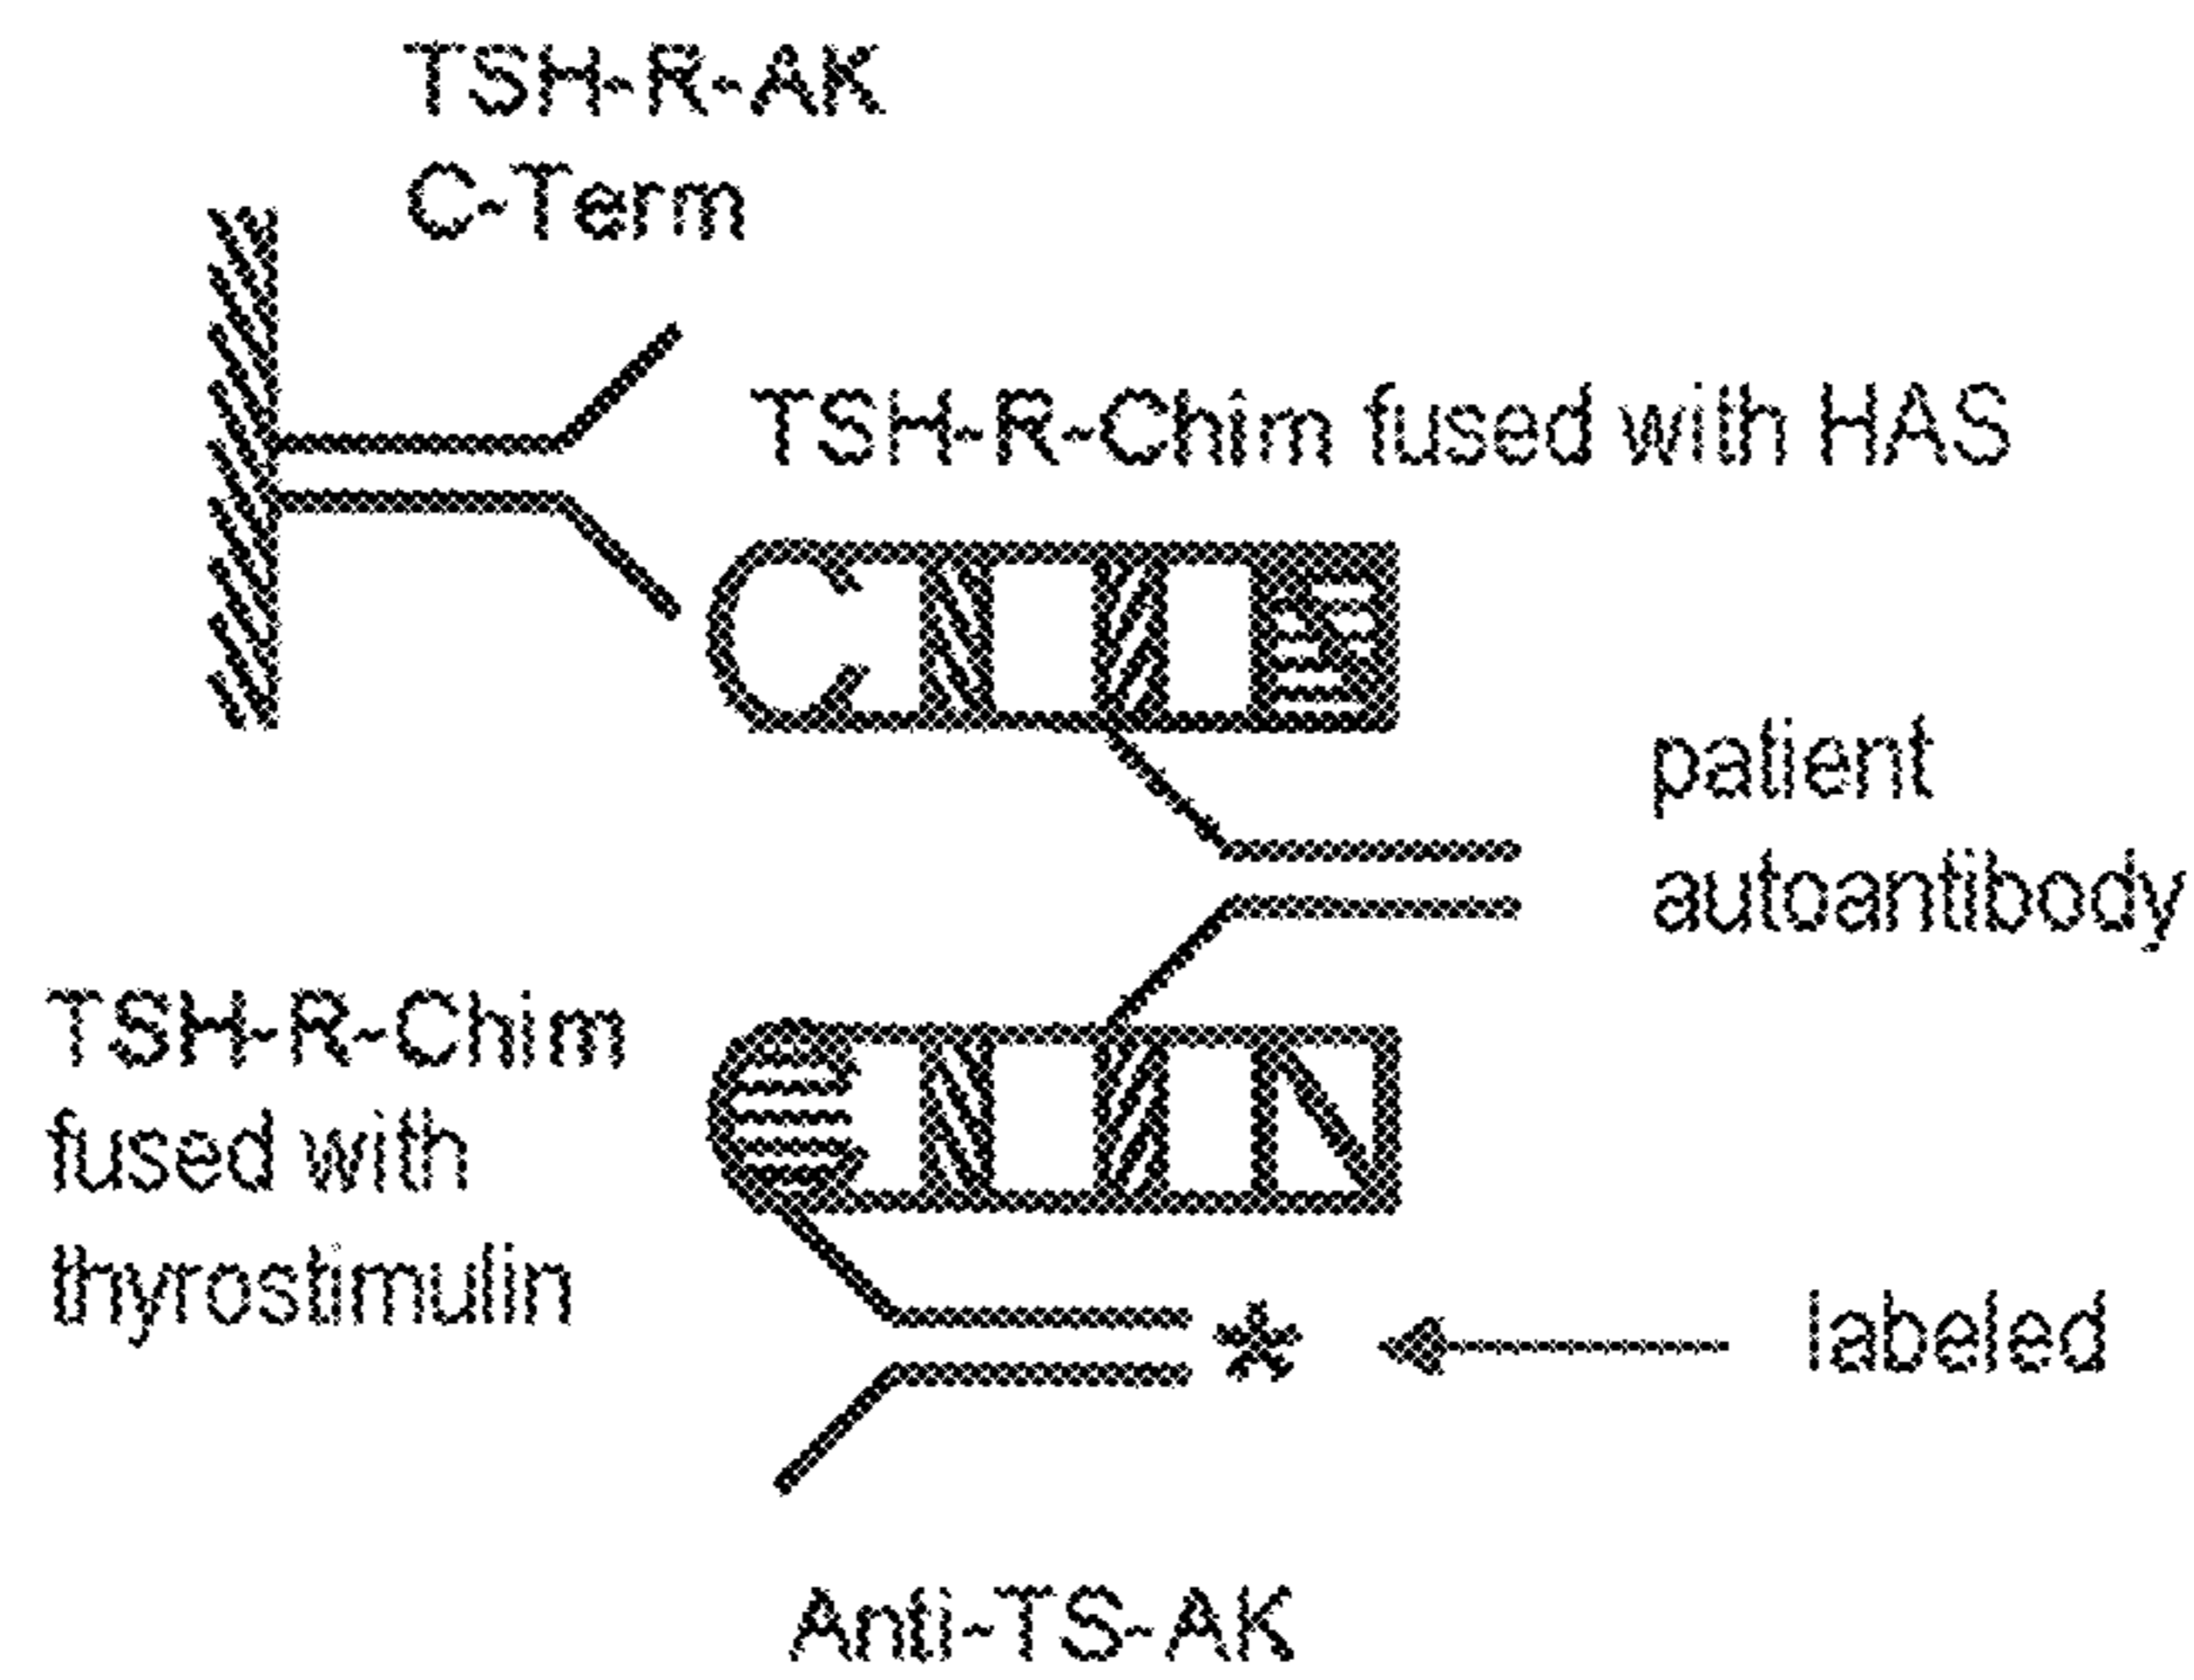 TSH-R-AK
C-Term
TSH-R-Chim fused with HAS
C
N
patient
autoantibody
TSH-R-Chim
fused with
thyrostimulin
C
N
*
labeled
Anti-TS-AK